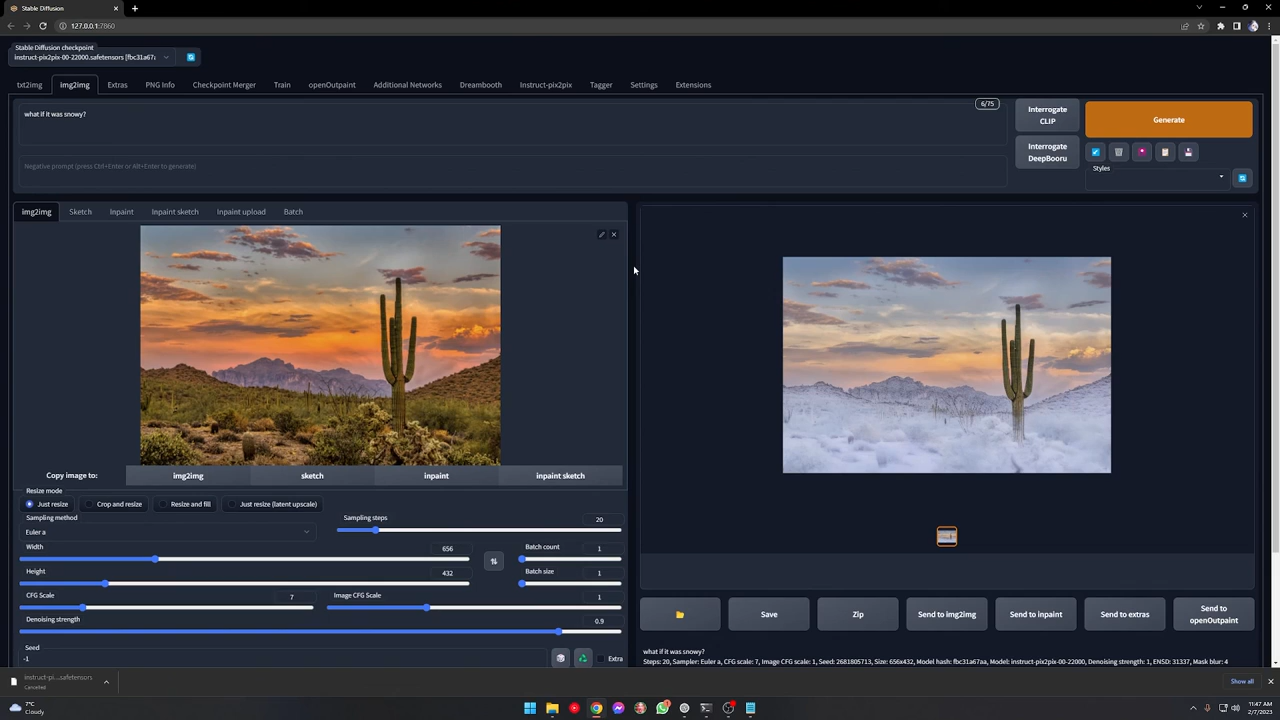 Stable Diffusion
127.0.0.1:7860
Stable Diffusion checkpoint
instruct-pix2pix-00-22000.safetensors [fbc31a67a
txt2img img2img Extras PNG Info Checkpoint Merger Train openOutpaint Additional Networks Dreambooth Instruct-pix2pix Tagger Settings Extensions
what if it was snowy?
6/75
Negative prompt (press Ctrl+Enter or Alt+Enter to generate)
Interrogate
CLIP
Interrogate
DeepBooru
Generate
Styles
img2img Sketch Inpaint Inpaint sketch Inpaint upload Batch
Copy image to: img2img sketch inpaint inpaint sketch
Resize mode
Just resize Crop and resize Resize and fill Just resize (latent upscale)
Sampling method
Euler a
Sampling steps 20
Width 656
Height 432
Batch count 1
Batch size 1
CFG Scale 7
Image CFG Scale 1
Denoising strength 0.9
Seed
-1
Extra
Save Zip Send to img2img Send to inpaint Send to extras Send to
openOutpaint
what if it was snowy?
Steps: 20, Sampler: Euler a, CFG scale: 7, Image CFG scale: 1, Seed: 2681805713, Size: 656x432, Model hash: fbc31a67aa, Model: instruct-pix2pix-00-22000, Denoising strength: 1, ENSD: 31337, Mask blur: 4
instruct-pi....safetensors
Cancelled
Show all
7°C
Cloudy
11:47 AM
2/7/2023